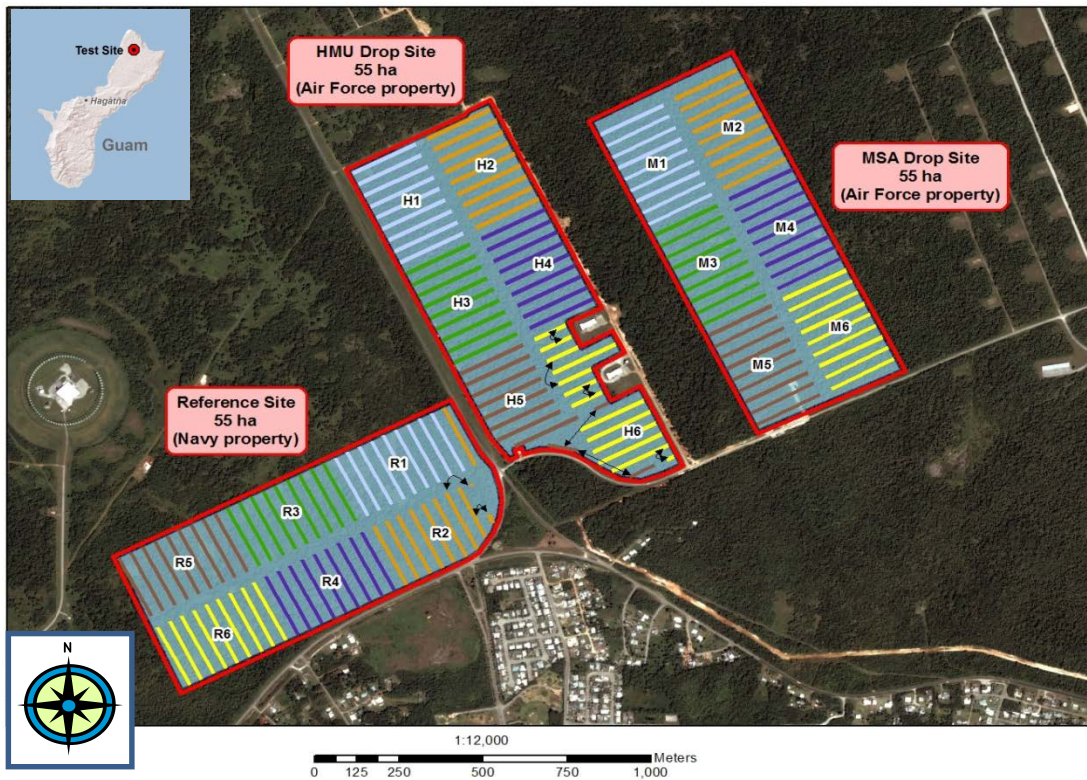 Test Site
Hagåtña
Guam
HMU Drop Site
55 ha
(Air Force property)
MSA Drop Site
55 ha
(Air Force property)
Reference Site
55 ha
(Navy property)
H1
H2
H3
H4
H5
H6
M1
M2
M3
M4
M5
M6
R1
R2
R3
R4
R5
R6
N
1:12,000
Meters
0 125 250 500 750 1,000